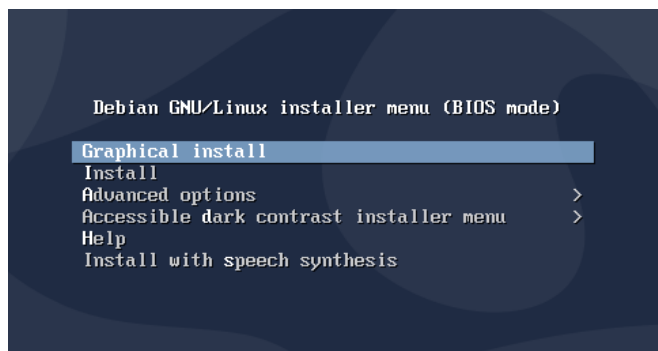 Debian GNU/Linux installer menu (BIOS mode)
Graphical install
Install
Advanced options >
Accessible dark contrast installer menu >
Help
Install with speech synthesis